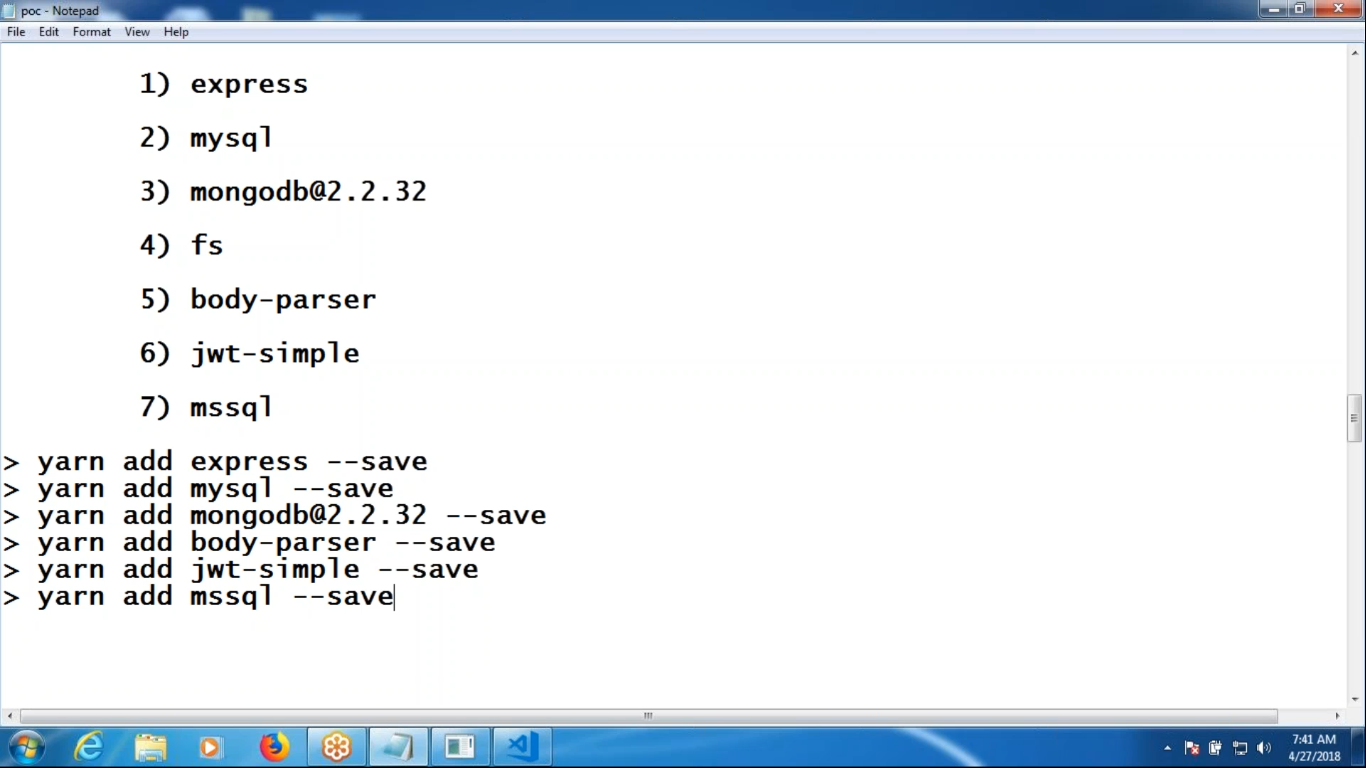 poc - Notepad
File Edit Format View Help
1) express
2) mysql
3) mongodb@2.2.32
4) fs
5) body-parser
6) jwt-simple
7) mssql
> yarn add express --save
> yarn add mysql --save
> yarn add mongodb@2.2.32 --save
> yarn add body-parser --save
> yarn add jwt-simple --save
> yarn add mssql --save
7:41 AM
4/27/2018